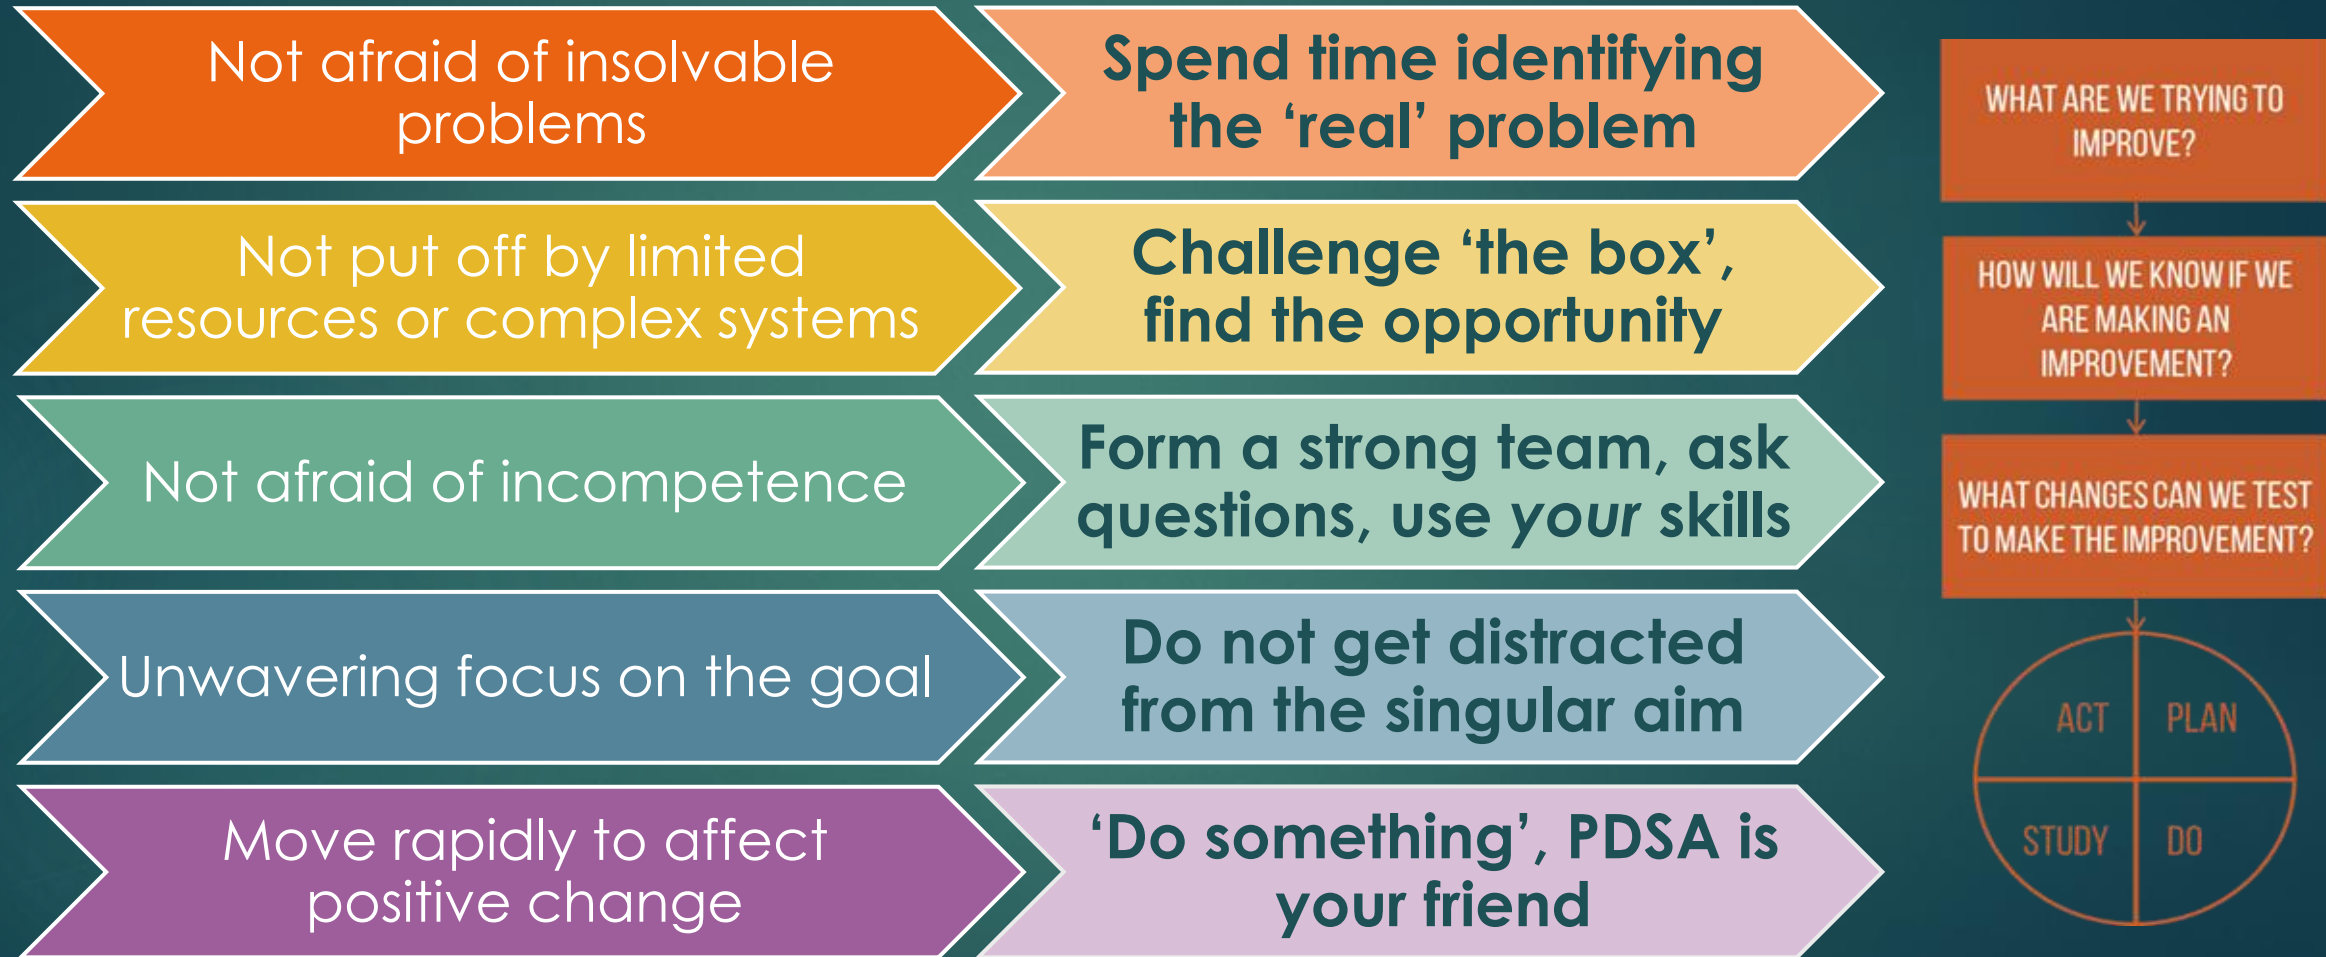 Not afraid of insolvable
problems
Spend time identifying
the ‘real’ problem
Not put off by limited
resources or complex systems
Challenge ‘the box’,
find the opportunity
Not afraid of incompetence
Form a strong team, ask
questions, use your skills
Unwavering focus on the goal
Do not get distracted
from the singular aim
Move rapidly to affect
positive change
‘Do something’, PDSA is
your friend
WHAT ARE WE TRYING TO
IMPROVE?
HOW WILL WE KNOW IF WE
ARE MAKING AN
IMPROVEMENT?
WHAT CHANGES CAN WE TEST
TO MAKE THE IMPROVEMENT?
ACT
PLAN
STUDY
DO